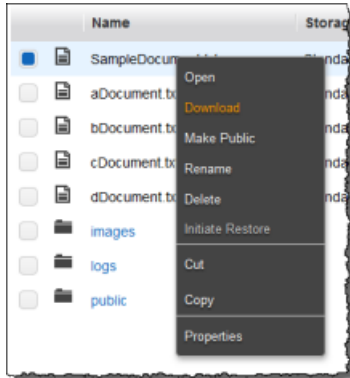 Name Storag
SampleDocum
Open
aDocument.tx
Download
bDocument.tx
Make Public
cDocument.tx
Rename
dDocument.tx
Delete
images
Initiate Restore
logs
Cut
public
Copy
Properties